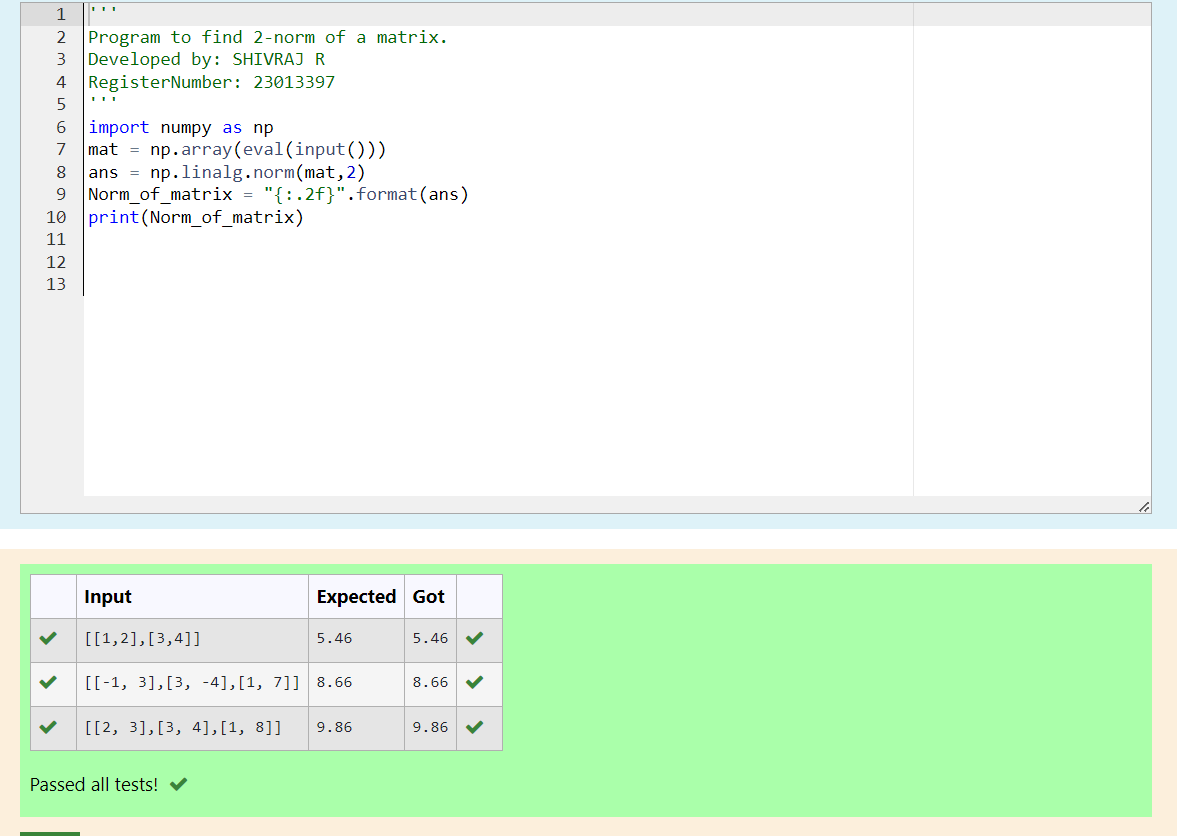 1 '''
2 Program to find 2-norm of a matrix.
3 Developed by: SHIVRAJ R
4 RegisterNumber: 23013397
5 '''
6 import numpy as np
7 mat = np.array(eval(input()))
8 ans = np.linalg.norm(mat,2)
9 Norm_of_matrix = "{:.2f}".format(ans)
10 print(Norm_of_matrix)
11
12
13
Input Expected Got
[[1,2],[3,4]] 5.46 5.46
[[-1, 3],[3, -4],[1, 7]] 8.66 8.66
[[2, 3],[3, 4],[1, 8]] 9.86 9.86
Passed all tests!